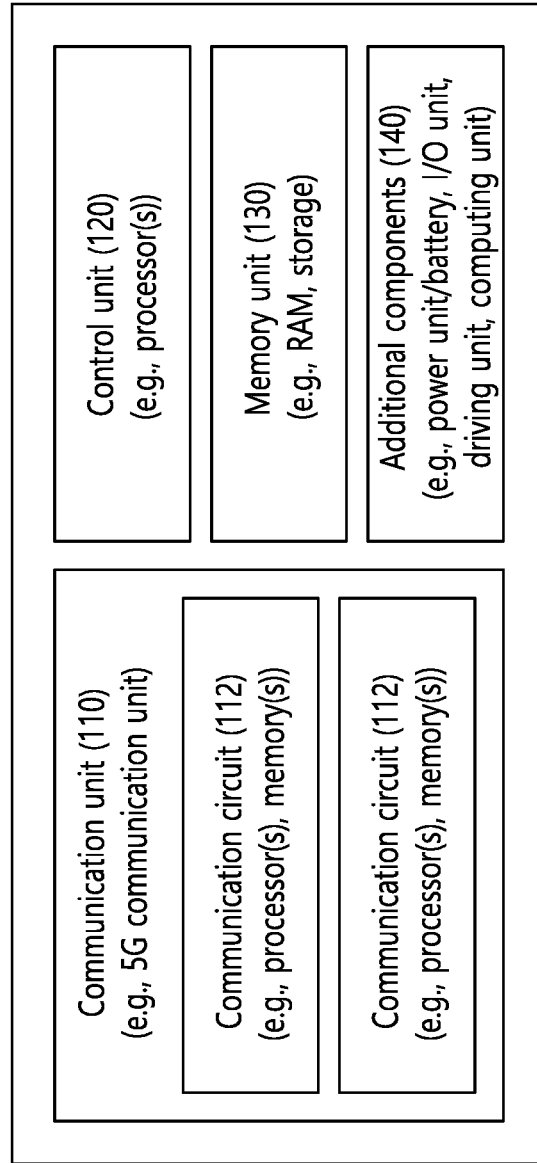 Communication unit (110)
(e.g., 5G communication unit)
Communication circuit (112)
(e.g., processor(s), memory(s))
Communication circuit (112)
(e.g., processor(s), memory(s))
Control unit (120)
(e.g., processor(s))
Memory unit (130)
(e.g., RAM, storage)
Additional components (140)
(e.g., power unit/battery, I/O unit,
driving unit, computing unit)